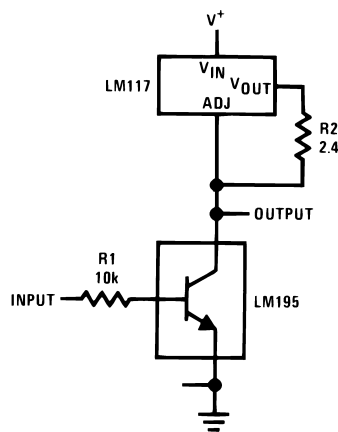 V+
LM117
VIN
VOUT
ADJ
R2
2.4
OUTPUT
R1
10k
INPUT
LM195